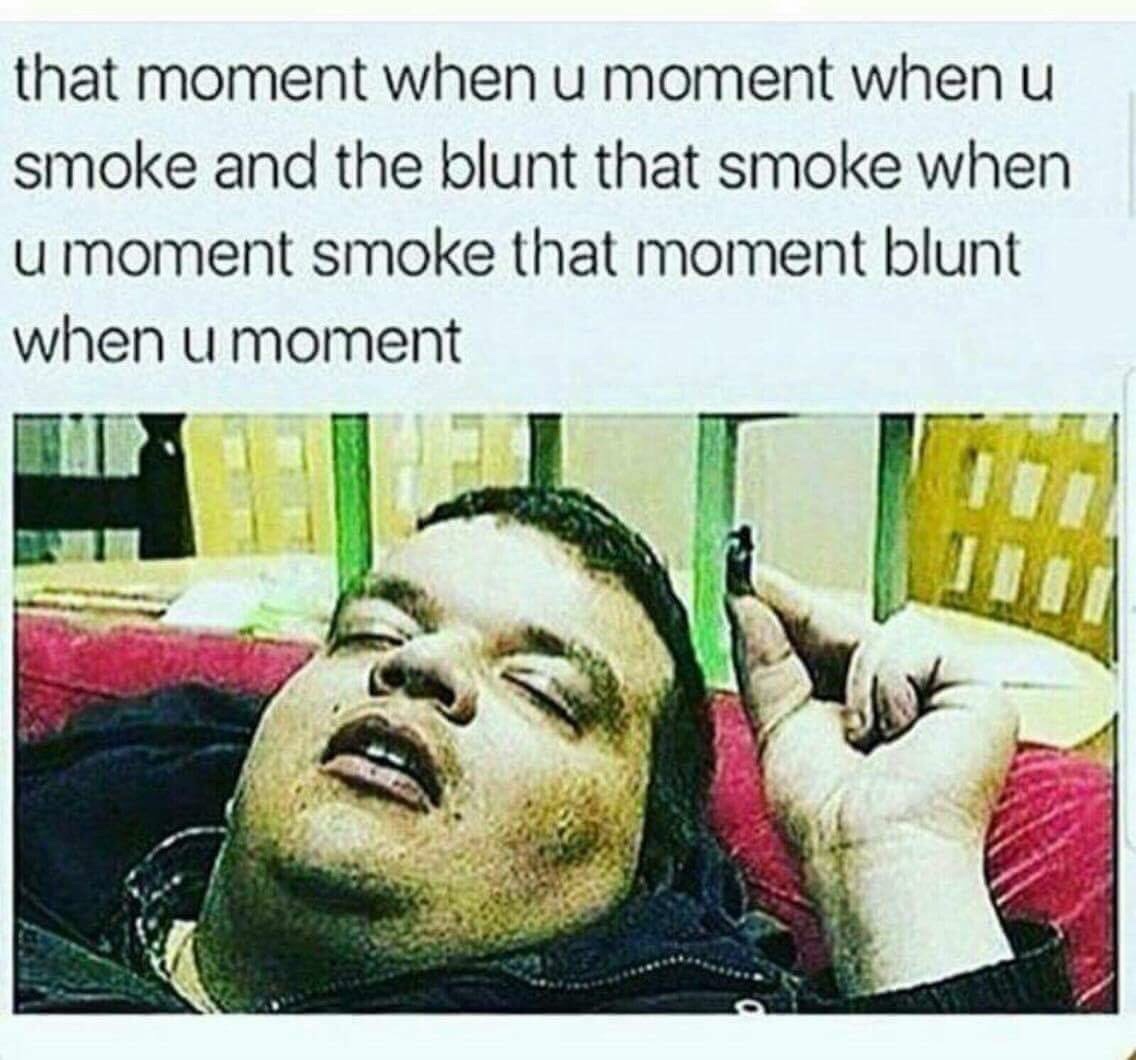 that moment when u moment when u
smoke and the blunt that smoke when
u moment smoke that moment blunt
when u moment